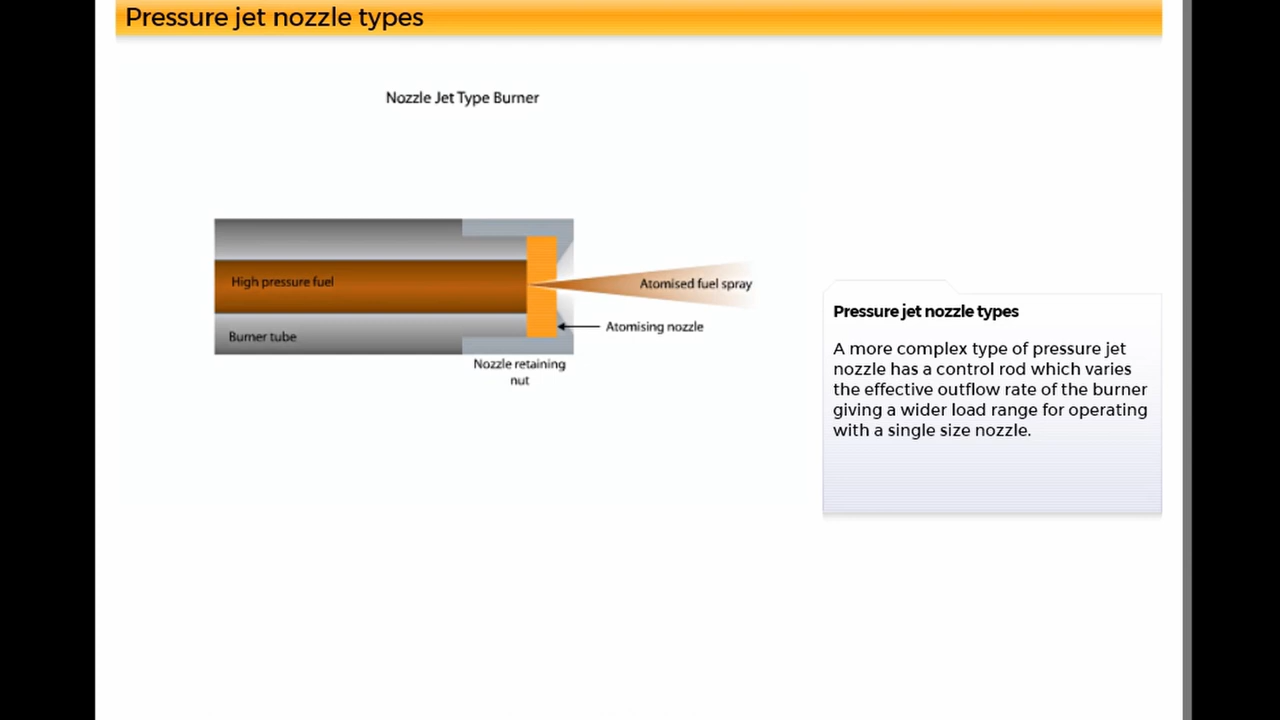 Pressure jet nozzle types
Nozzle Jet Type Burner
High pressure fuel
Atomised fuel spray
Atomising nozzle
Burner tube
Nozzle retaining
nut
Pressure jet nozzle types
A more complex type of pressure jet
nozzle has a control rod which varies
the effective outflow rate of the burner
giving a wider load range for operating
with a single size nozzle.